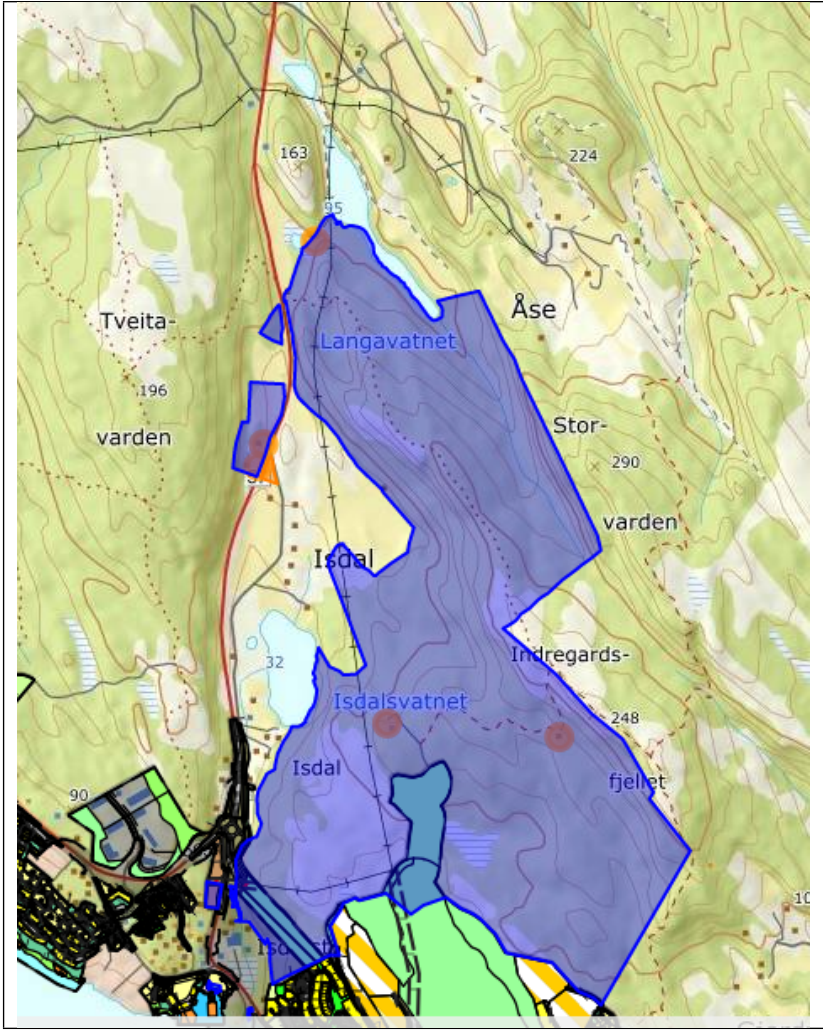 163
224
95
Åse
Tveita-
Langavatnet
196
varden
Stor-
290
varden
Isdal
32
Indregards-
Isdalsvatnet
248
Isdal
fjellet
90
10